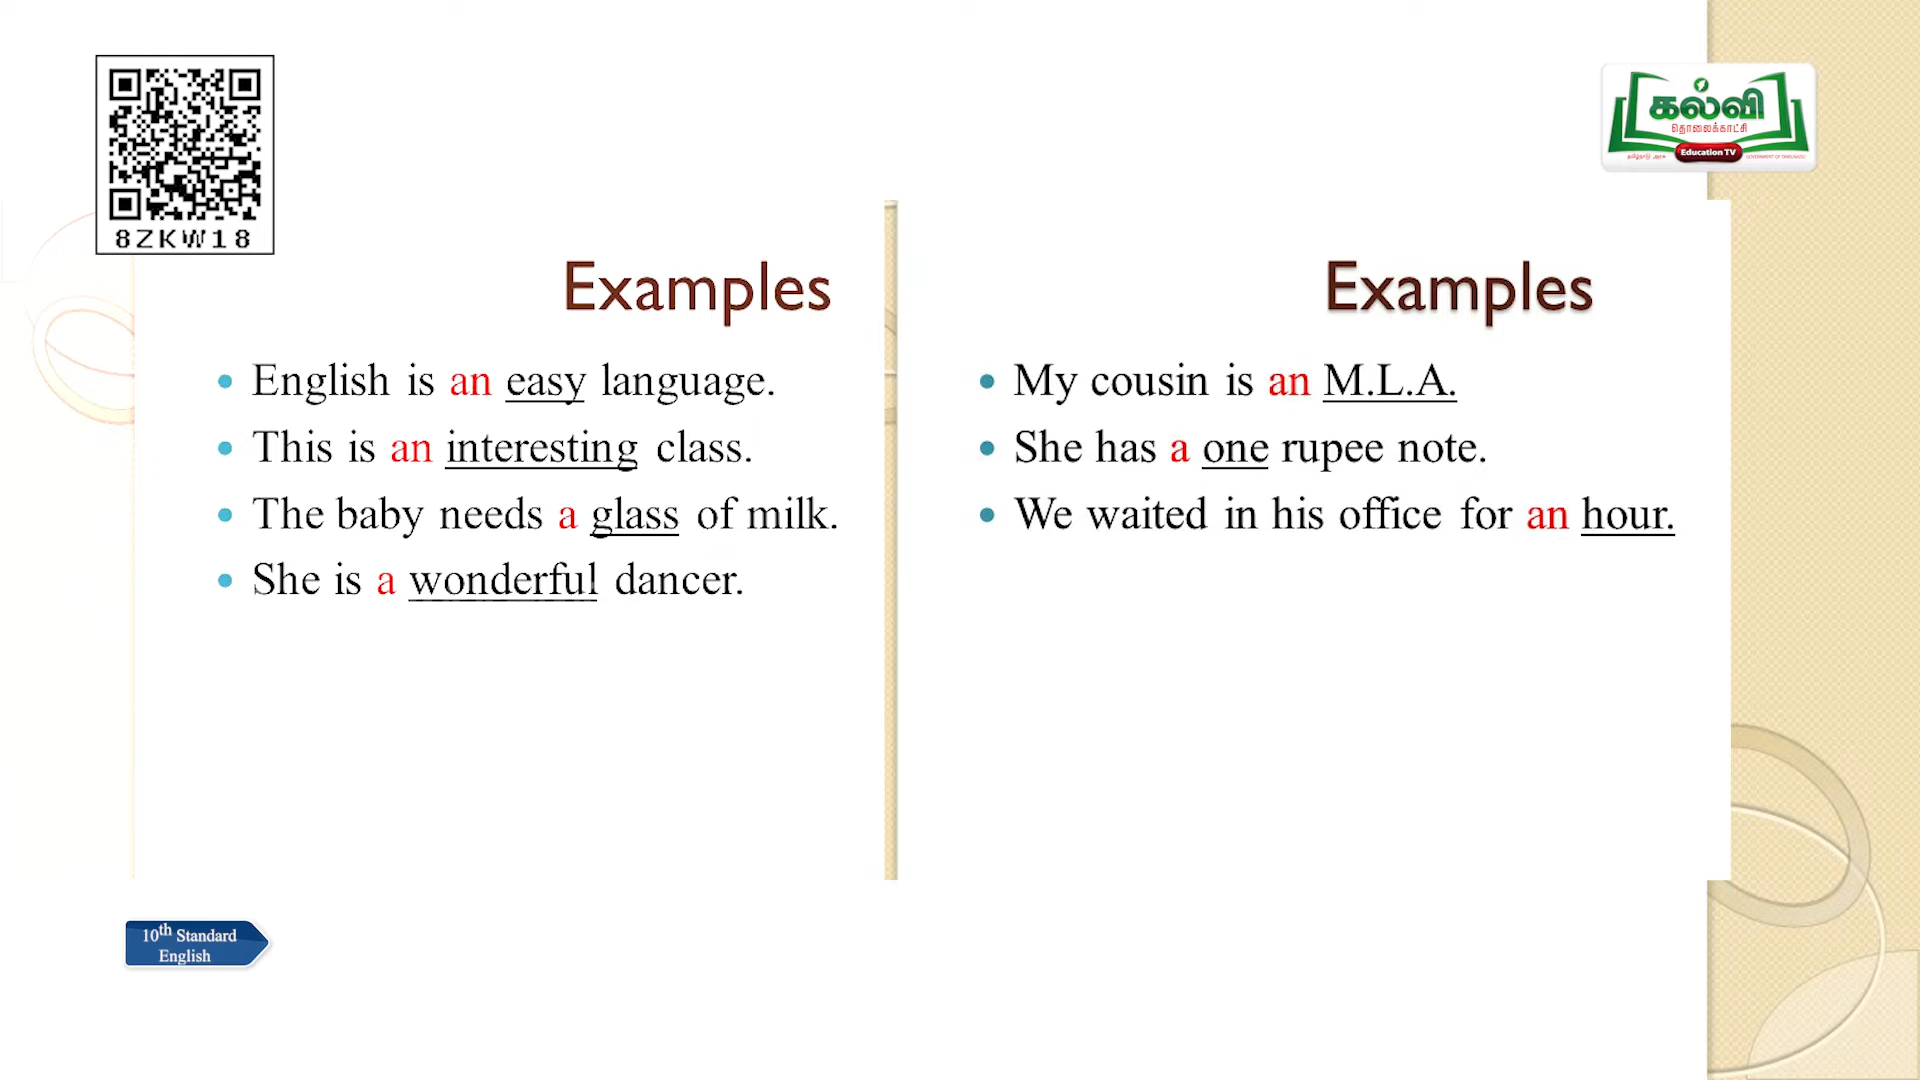 8ZKW18
கல்வி
தொலைக்காட்சி
தமிழ்நாடு அரசு
Education TV
GOVERNMENT OF TAMILNADU
Examples
English is an easy language.
This is an interesting class.
The baby needs a glass of milk.
She is a wonderful dancer.
Examples
My cousin is an M.L.A.
She has a one rupee note.
We waited in his office for an hour.
10th Standard
English